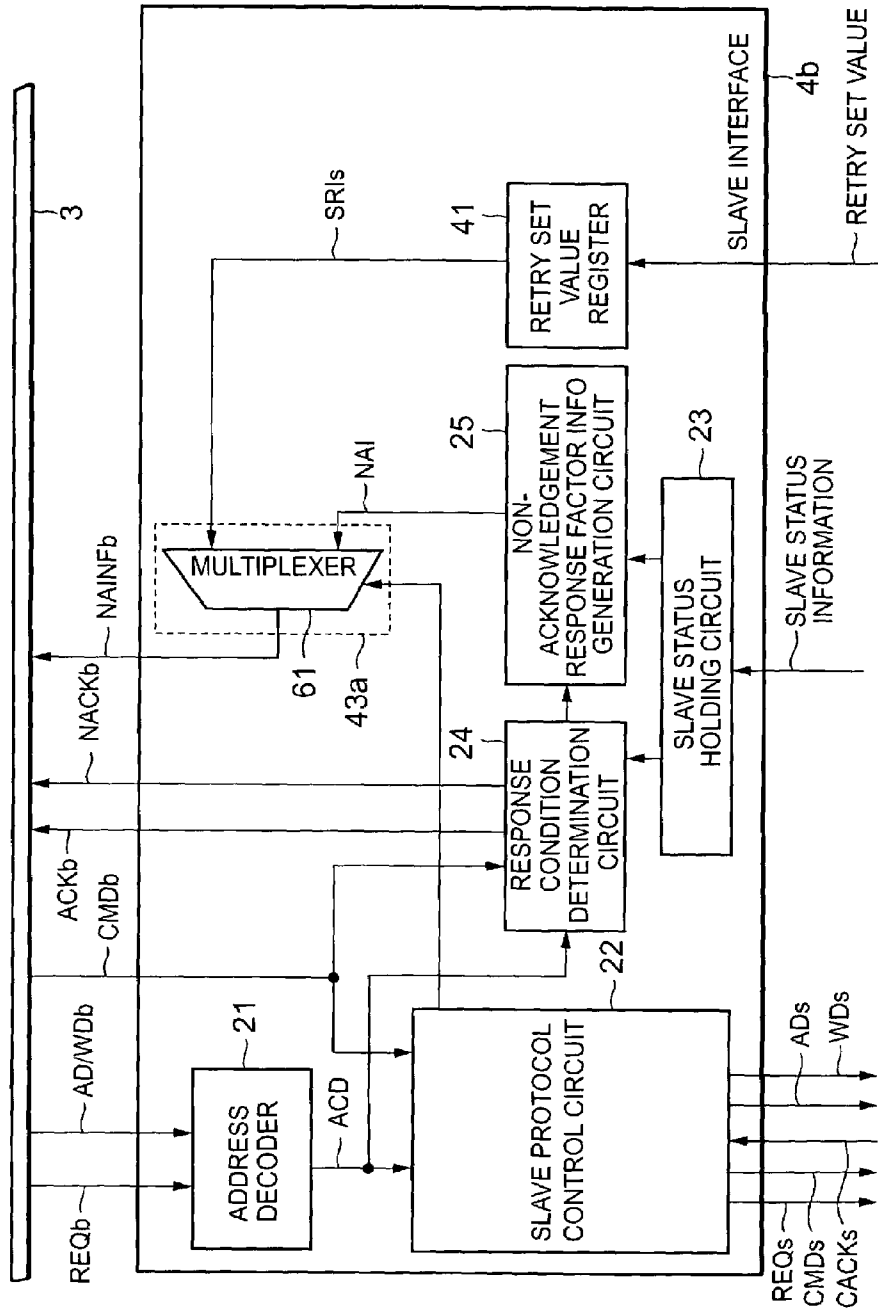 3
REQb
AD/WDb
CMDb
ACKb
NACKb
NAINFb
MULTIPLEXER
61
43a
SRIs
NAI
ADDRESS
DECODER
21
ACD
RESPONSE
CONDITION
DETERMINATION
CIRCUIT
24
NON-
ACKNOWLEDGEMENT
RESPONSE FACTOR INFO
GENERATION CIRCUIT
25
RETRY SET
VALUE
REGISTER
41
SLAVE PROTOCOL
CONTROL CIRCUIT
22
SLAVE STATUS
HOLDING CIRCUIT
23
SLAVE INTERFACE
4b
REQs
CMDs
CACKs
ADs
WDs
SLAVE STATUS
INFORMATION
RETRY SET VALUE